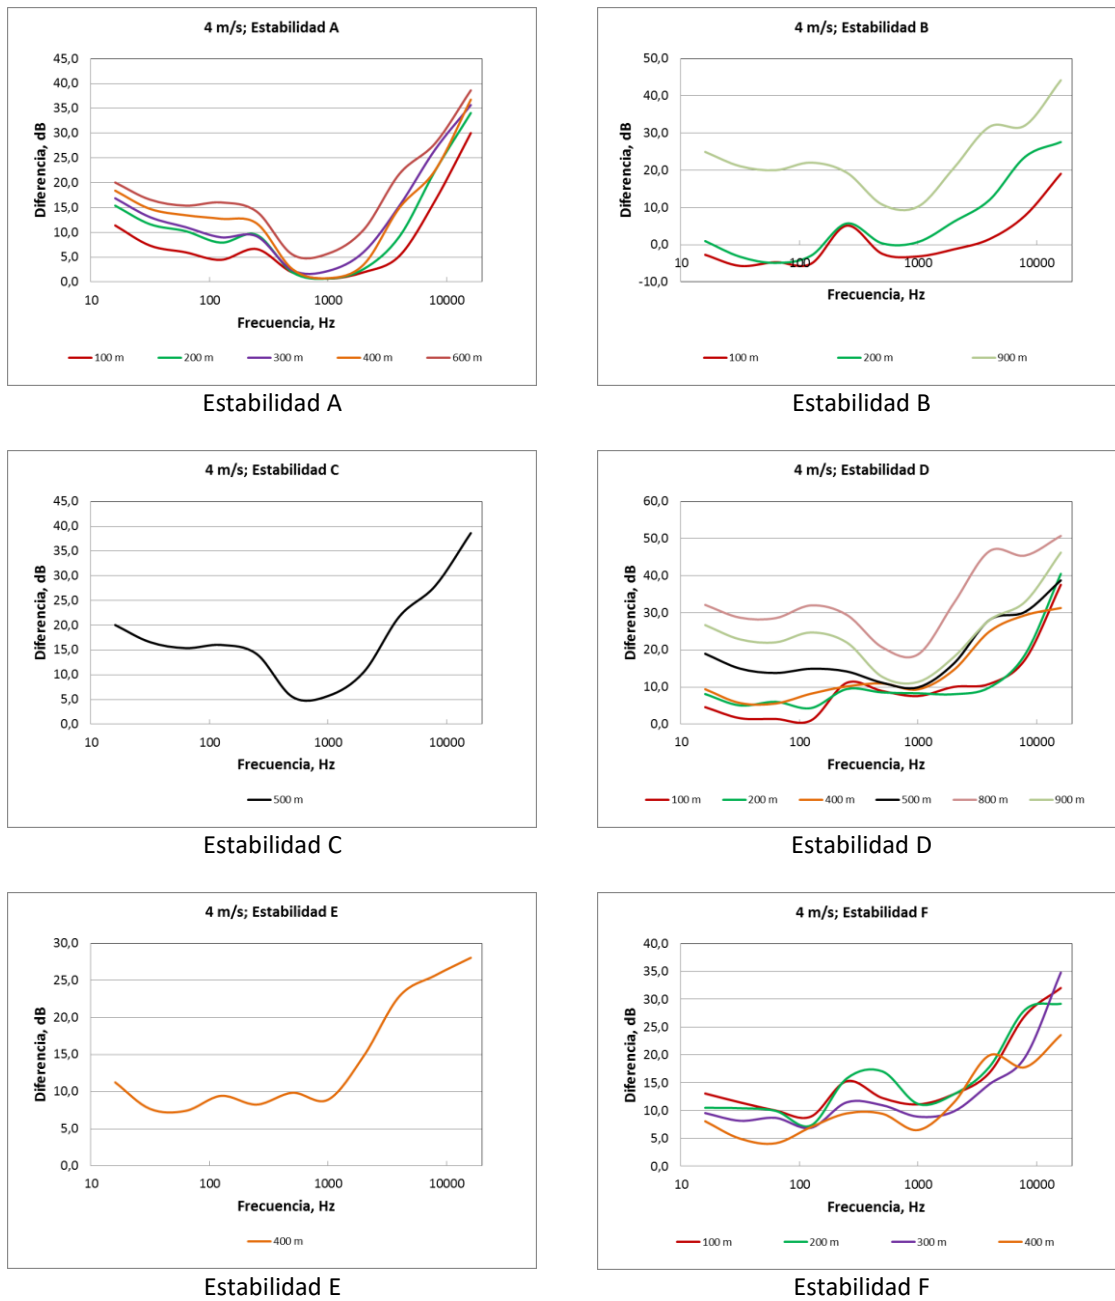 4 m/s; Estabilidad A
45,0
40,0
35,0
30,0
25,0
20,0
15,0
10,0
5,0
0,0
Diferencia, dB
10 100 1000 10000
Frecuencia, Hz
100 m 200 m 300 m 400 m 600 m
Estabilidad A
4 m/s; Estabilidad B
50,0
40,0
30,0
20,0
10,0
0,0
-10,0
Diferencia, dB
10 100 1000 10000
Frecuencia, Hz
100 m 200 m 900 m
Estabilidad B
4 m/s; Estabilidad C
45,0
40,0
35,0
30,0
25,0
20,0
15,0
10,0
5,0
0,0
Diferencia, dB
10 100 1000 10000
Frecuencia, Hz
500 m
Estabilidad C
4 m/s; Estabilidad D
60,0
50,0
40,0
30,0
20,0
10,0
0,0
Diferencia, dB
10 100 1000 10000
Frecuencia, Hz
100 m 200 m 400 m 500 m 800 m 900 m
Estabilidad D
4 m/s; Estabilidad E
30,0
25,0
20,0
15,0
10,0
5,0
0,0
Diferencia, dB
10 100 1000 10000
Frecuencia, Hz
400 m
Estabilidad E
4 m/s; Estabilidad F
40,0
35,0
30,0
25,0
20,0
15,0
10,0
5,0
0,0
Diferencia, dB
10 100 1000 10000
Frecuencia, Hz
100 m 200 m 300 m 400 m
Estabilidad F